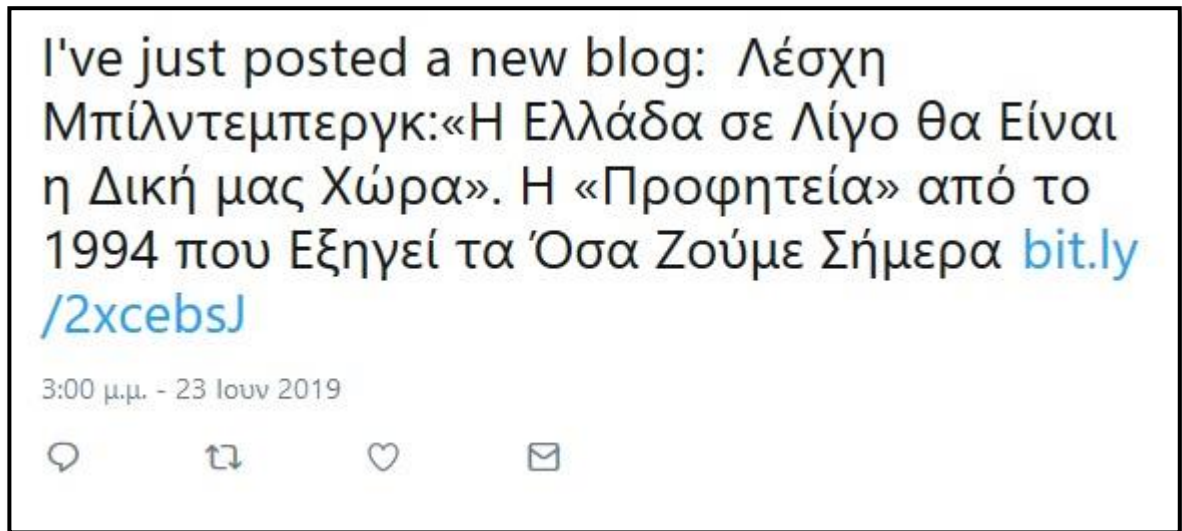 I've just posted a new blog:  Λέσχη
Μπίλντεμπεργκ:«Η Ελλάδα σε Λίγο θα Είναι
η Δική μας Χώρα». Η «Προφητεία» από το
1994 που Εξηγεί τα Όσα Ζούμε Σήμερα bit.ly
/2xcebsJ
3:00 μ.μ. - 23 Ιουν 2019